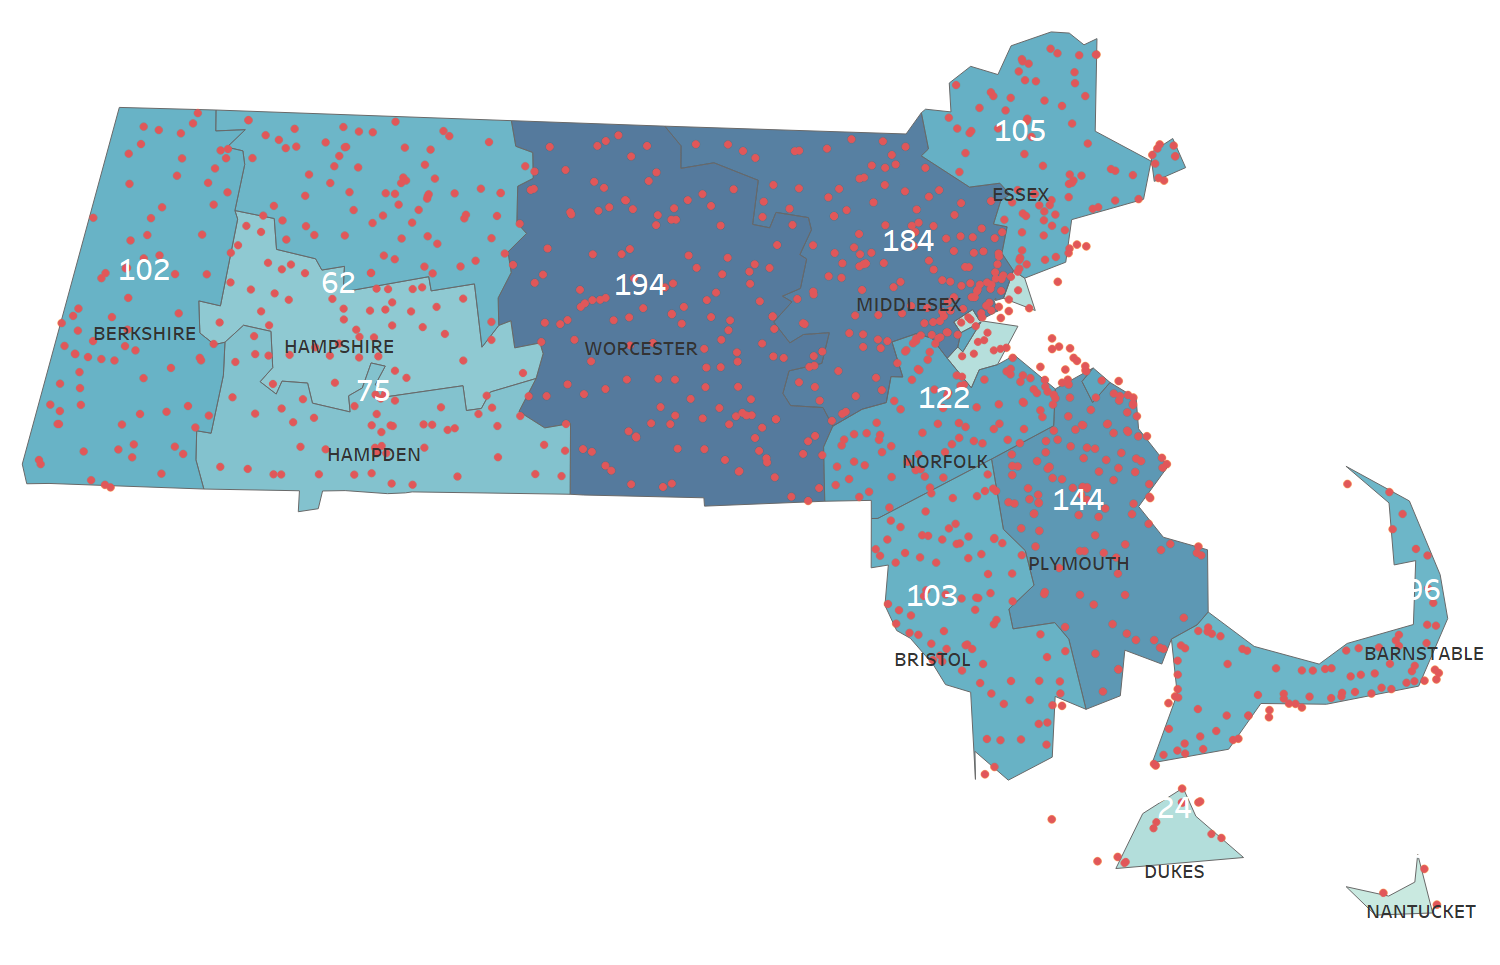 105
ESSEX
184
MIDDLESEX
102
BERKSHIRE
62
HAMPSHIRE
194
WORCESTER
75
HAMPDEN
122
NORFOLK
144
PLYMOUTH
103
BRISTOL
96
BARNSTABLE
24
DUKES
NANTUCKET